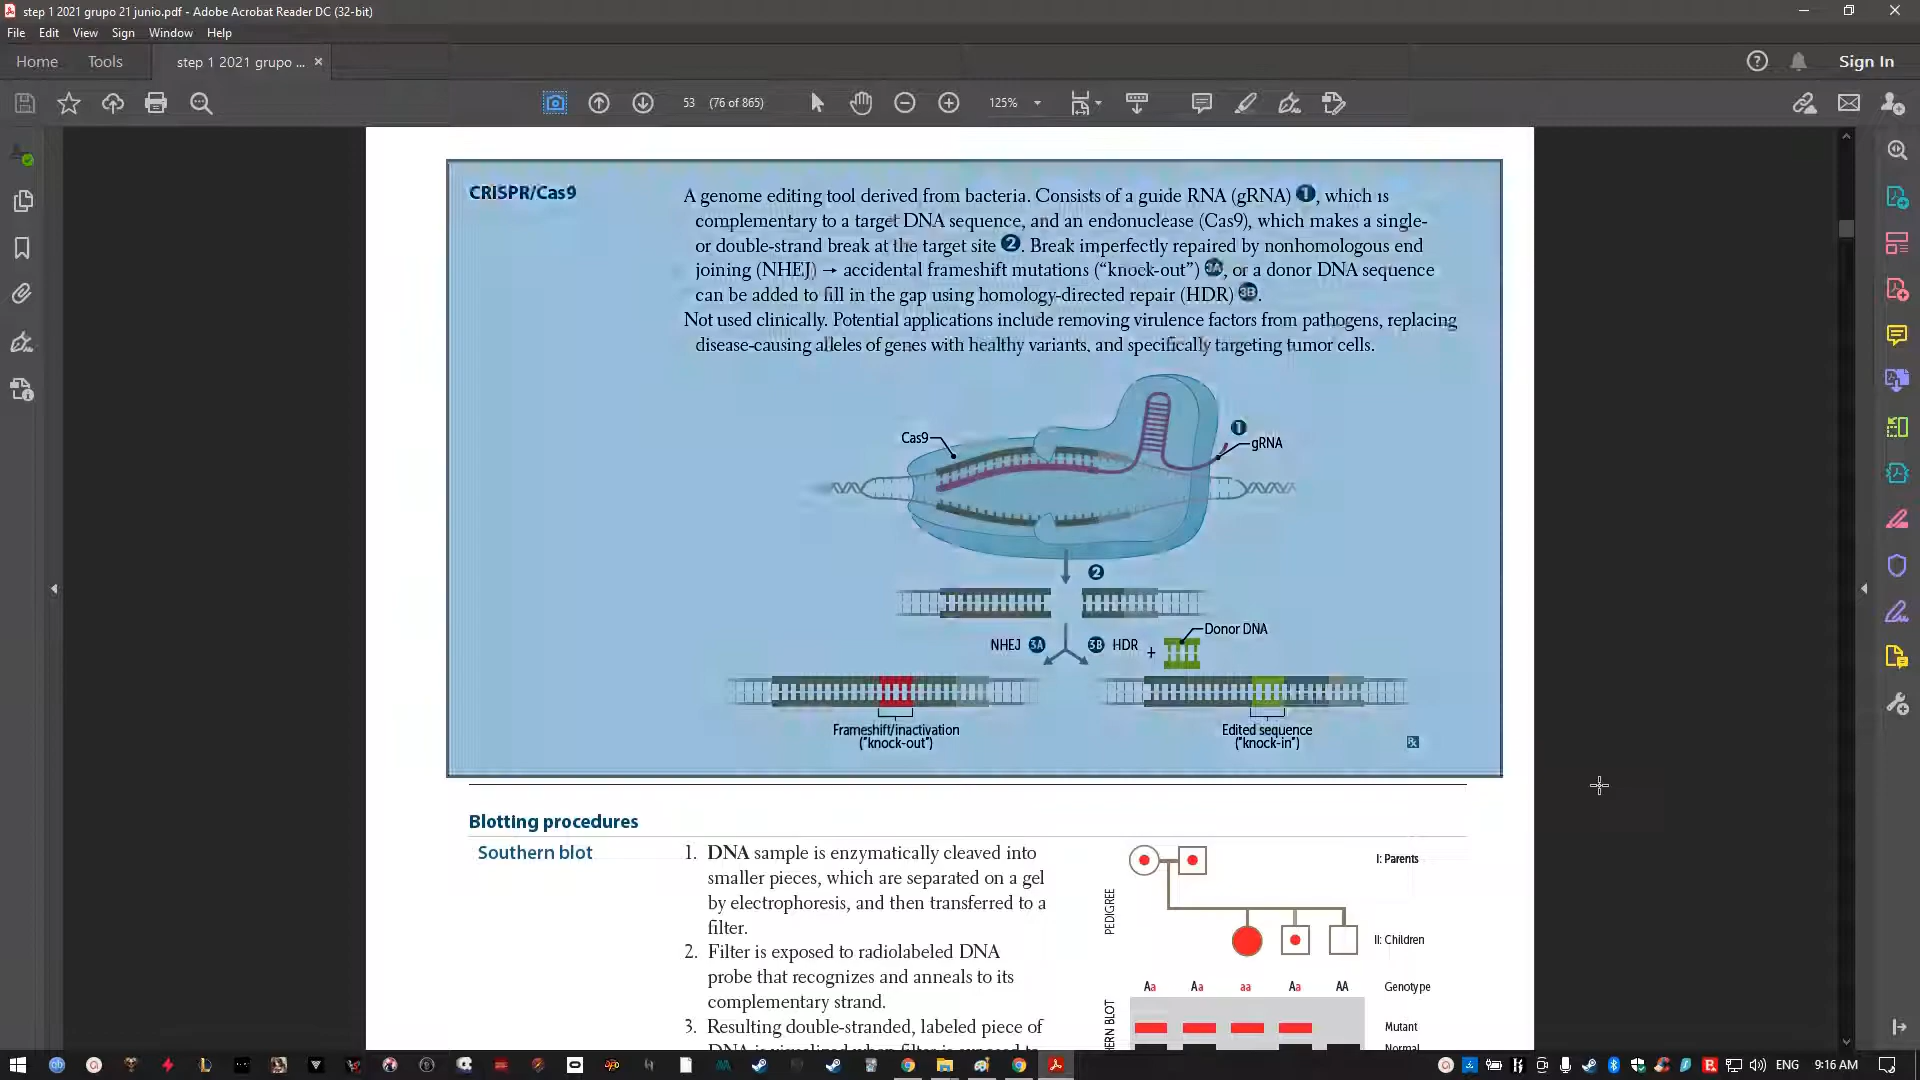 step 1 2021 grupo 21 junio.pdf - Adobe Acrobat Reader DC (32-bit)
File Edit View Sign Window Help
Home Tools step 1 2021 grupo ... × Sign In
53 (76 of 865) 125%
CRISPR/Cas9
A genome editing tool derived from bacteria. Consists of a guide RNA (gRNA) 1, which is
complementary to a target DNA sequence, and an endonuclease (Cas9), which makes a single-
or double-strand break at the target site 2. Break imperfectly repaired by nonhomologous end
joining (NHEJ) → accidental frameshift mutations (“knock-out”) 3A, or a donor DNA sequence
can be added to fill in the gap using homology-directed repair (HDR) 3B.
Not used clinically. Potential applications include removing virulence factors from pathogens, replacing
disease-causing alleles of genes with healthy variants, and specifically targeting tumor cells.
Cas9
1
gRNA
2
Donor DNA
NHEJ 3A 3B HDR +
Frameshift/inactivation
("knock-out")
Edited sequence
("knock-in")
Blotting procedures
Southern blot
1. DNA sample is enzymatically cleaved into
smaller pieces, which are separated on a gel
by electrophoresis, and then transferred to a
filter.
2. Filter is exposed to radiolabeled DNA
probe that recognizes and anneals to its
complementary strand.
3. Resulting double-stranded, labeled piece of
PEDIGREE
I: Parents
II: Children
Aa Aa aa Aa AA Genotype
Mutant
Normal
ENG 9:16 AM